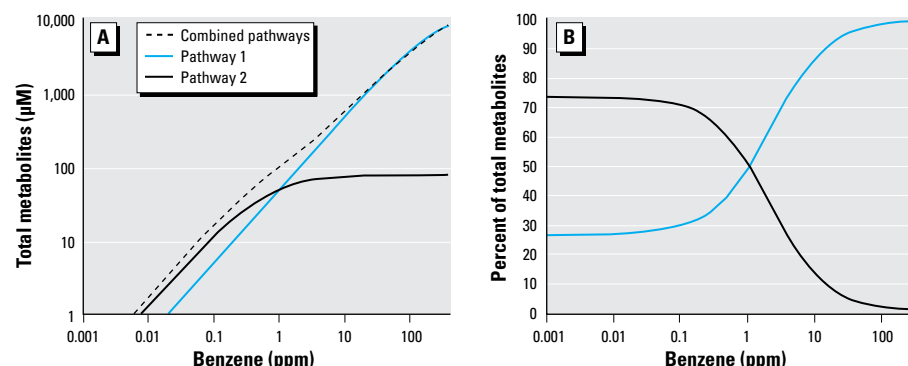 A
Combined pathways
Pathway 1
Pathway 2
Total metabolites (µM)
10,000
1,000
100
10
1
0.001 0.01 0.1 1 10 100
Benzene (ppm)
B
Percent of total metabolites
100
90
80
70
60
50
40
30
20
10
0
0.001 0.01 0.1 1 10 100
Benzene (ppm)